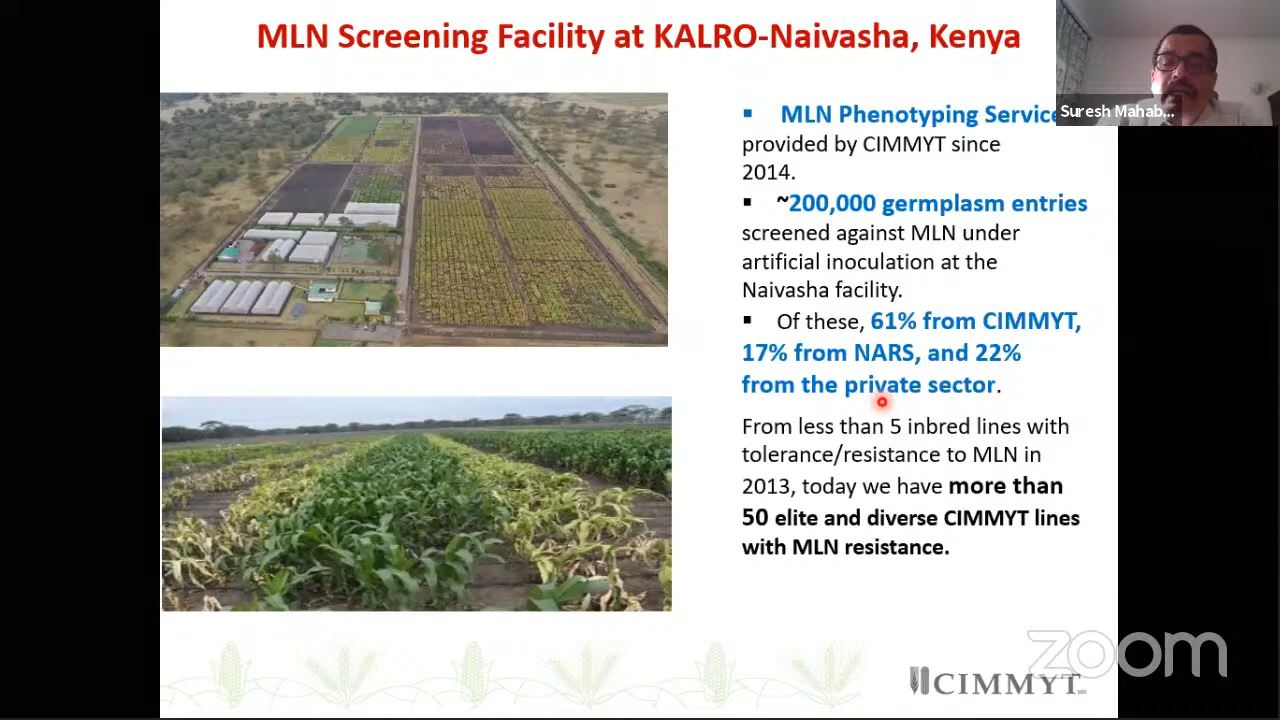 MLN Screening Facility at KALRO-Naivasha, Kenya
Suresh Mahab...
▪ MLN Phenotyping Service
provided by CIMMYT since
2014.
▪ ~200,000 germplasm entries
screened against MLN under
artificial inoculation at the
Naivasha facility.
▪ Of these, 61% from CIMMYT,
17% from NARS, and 22%
from the private sector.
From less than 5 inbred lines with
tolerance/resistance to MLN in
2013, today we have more than
50 elite and diverse CIMMYT lines
with MLN resistance.
zoom
CIMMYT